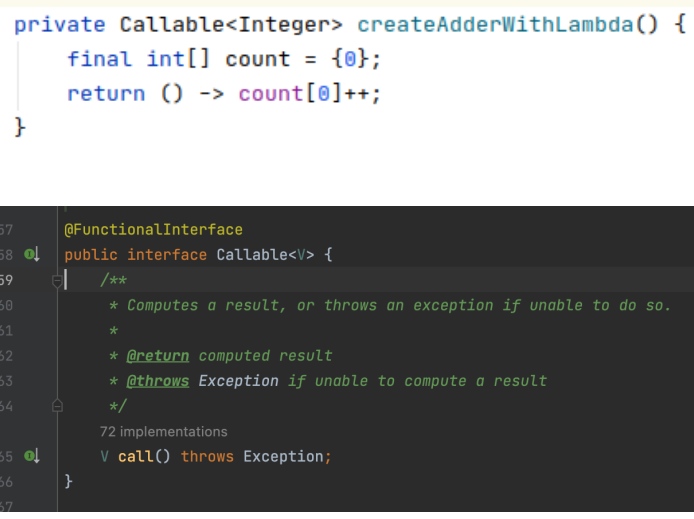 private Callable<Integer> createAdderWithLambda() {
    final int[] count = {0};
    return () -> count[0]++;
}
57 @FunctionalInterface
58 public interface Callable<V> {
59     /**
60      * Computes a result, or throws an exception if unable to do so.
61      *
62      * @return computed result
63      * @throws Exception if unable to compute a result
64      */
72 implementations
65     V call() throws Exception;
66 }
67